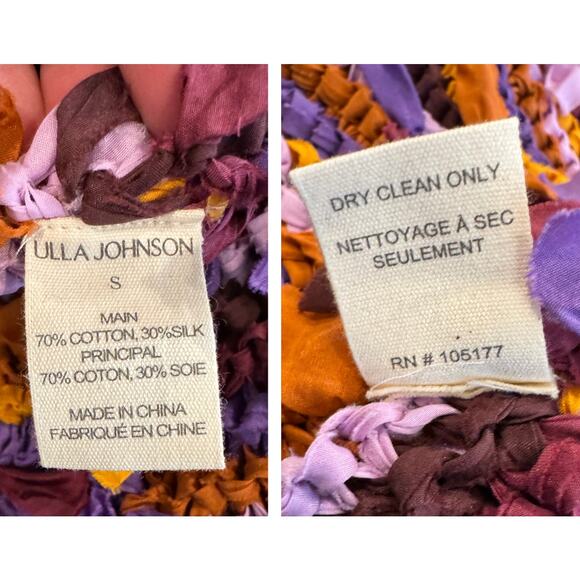 ULLA JOHNSON
S
MAIN
70% COTTON, 30%SILK
PRINCIPAL
70% COTON, 30% SOIE
MADE IN CHINA
FABRIQUÉ EN CHINE
DRY CLEAN ONLY
NETTOYAGE À SEC
SEULEMENT
RN # 105177